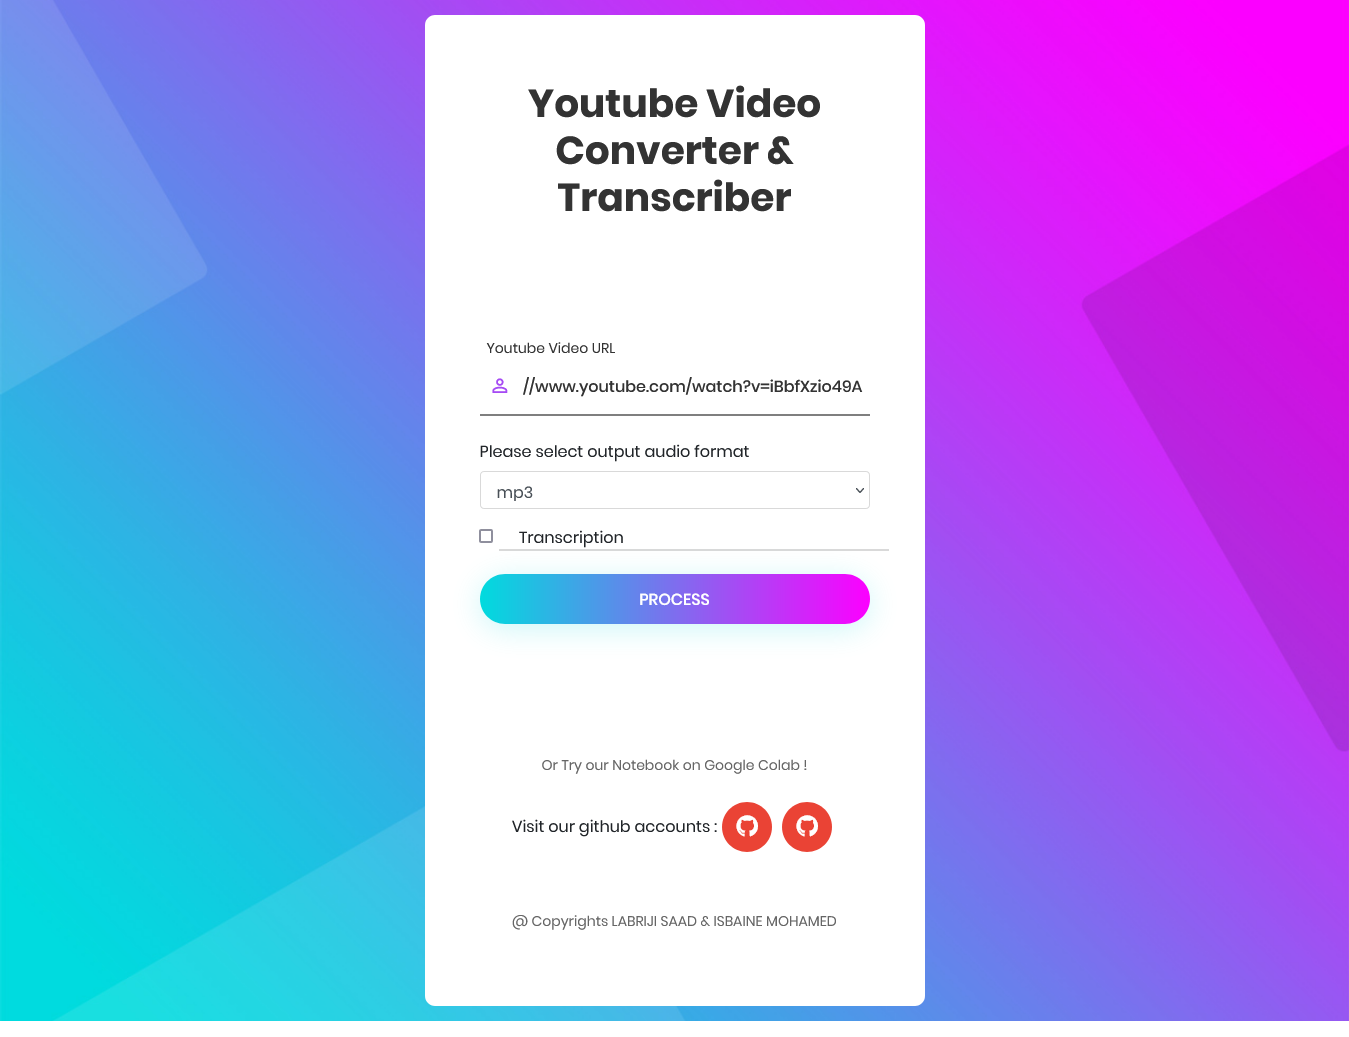 Youtube Video
Converter &
Transcriber
Youtube Video URL
//www.youtube.com/watch?v=iBbfXzio49A
Please select output audio format
mp3
Transcription
PROCESS
Or Try our Notebook on Google Colab !
Visit our github accounts :
@ Copyrights LABRIJI SAAD & ISBAINE MOHAMED